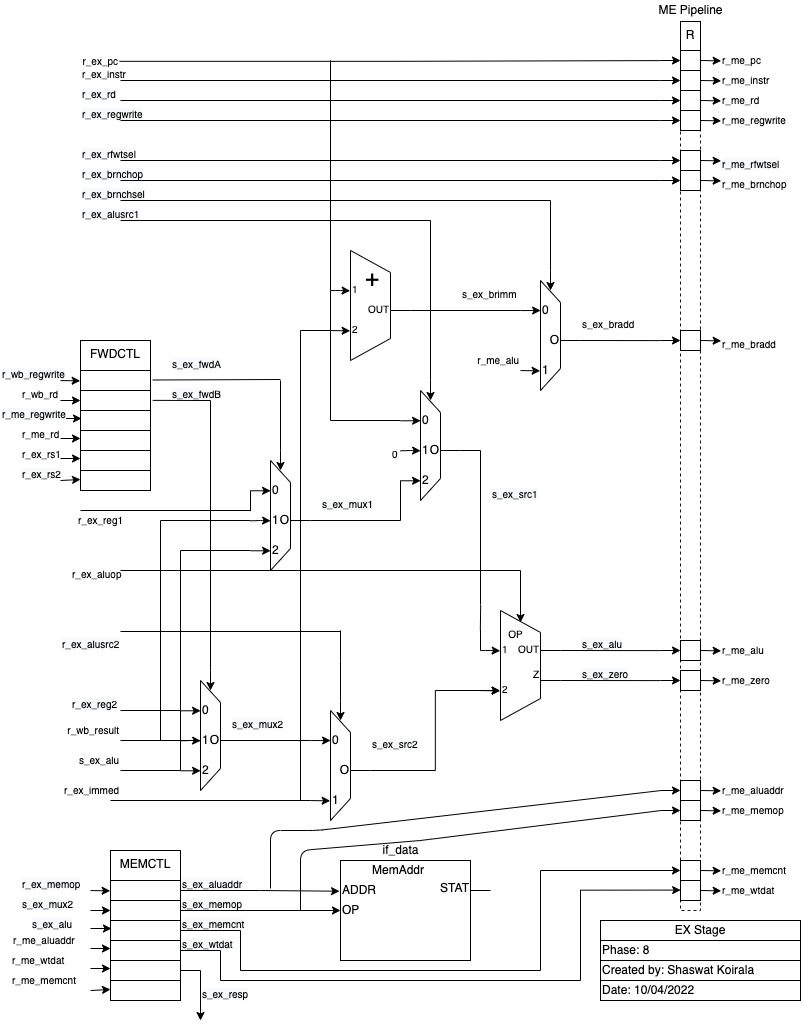 ME Pipeline
R
r_ex_pc
r_me_pc
r_ex_instr
r_me_instr
r_ex_rd
r_me_rd
r_ex_regwrite
r_me_regwrite
r_ex_rfwtsel
r_me_rfwtsel
r_ex_brnchop
r_me_brnchop
r_ex_brnchsel
r_ex_alusrc1
+
1
OUT
2
s_ex_brimm
0
O
1
r_me_alu
s_ex_bradd
r_me_bradd
FWDCTL
s_ex_fwdA
s_ex_fwdB
r_wb_regwrite
r_wb_rd
r_me_regwrite
r_me_rd
r_ex_rs1
r_ex_rs2
0
0
1O
2
s_ex_src1
0
1O
2
s_ex_mux1
r_ex_reg1
r_ex_aluop
r_ex_alusrc2
OP
1
OUT
Z
2
s_ex_alu
r_me_alu
s_ex_zero
r_me_zero
r_ex_reg2
r_wb_result
s_ex_alu
r_ex_immed
0
1O
2
s_ex_mux2
0
O
1
s_ex_src2
r_me_aluaddr
r_me_memop
MEMCTL
r_ex_memop
s_ex_mux2
s_ex_alu
r_me_aluaddr
r_me_wtdat
r_me_memcnt
s_ex_aluaddr
s_ex_memop
s_ex_memcnt
s_ex_wtdat
s_ex_resp
if_data
MemAddr
ADDR
STAT
OP
r_me_memcnt
r_me_wtdat
EX Stage
Phase: 8
Created by: Shaswat Koirala
Date: 10/04/2022